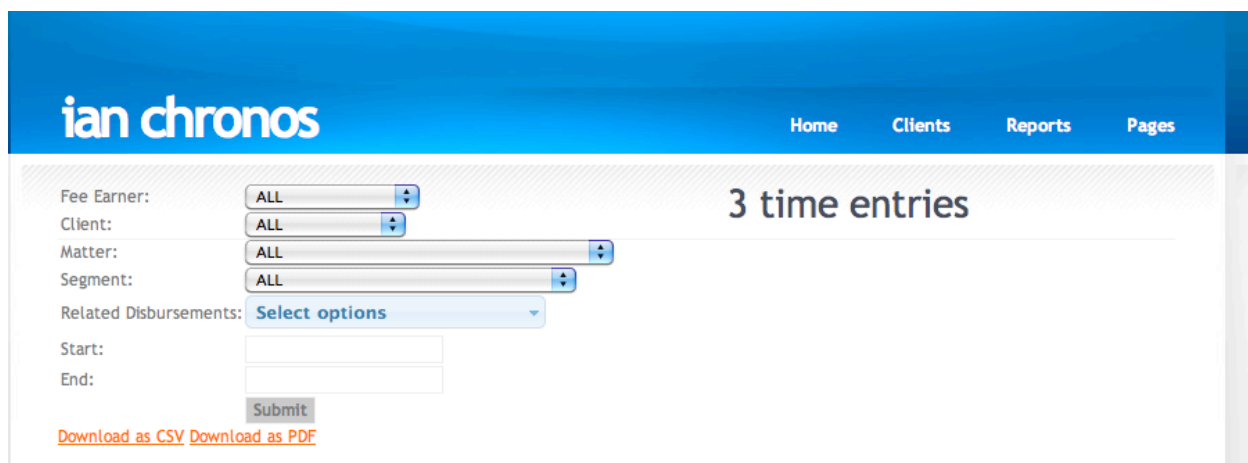 ian chronos
Home Clients Reports Pages
Fee Earner: ALL
3 time entries
Client: ALL
Matter: ALL
Segment: ALL
Related Disbursements: Select options
Start:
End:
Submit
Download as CSV Download as PDF